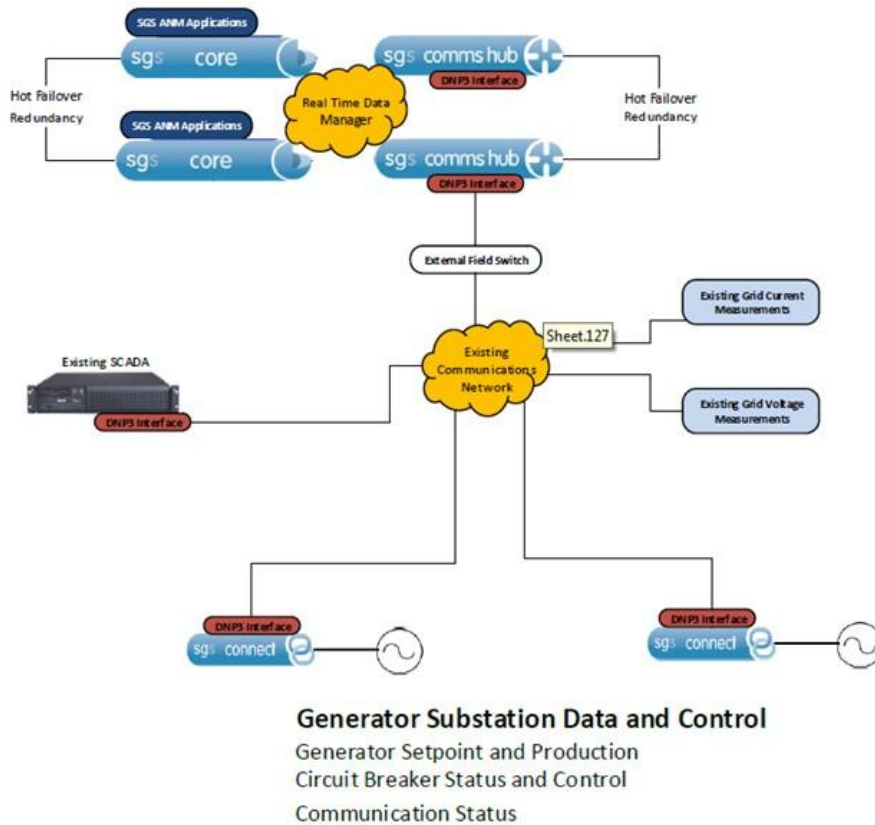 SGS ANM Applications
sgs core
sgs comms hub
DNP3 Interface
Hot Failover
Redundancy
Real Time Data
Manager
Hot Failover
Redundancy
SGS ANM Applications
sgs core
sgs comms hub
DNP3 Interface
External Field Switch
Existing Grid Current
Measurements
Sheet.127
Existing
Communications
Network
Existing SCADA
DNP3 Interface
Existing Grid Voltage
Measurements
DNP3 Interface
sgs connect
DNP3 Interface
sgs connect
Generator Substation Data and Control
Generator Setpoint and Production
Circuit Breaker Status and Control
Communication Status